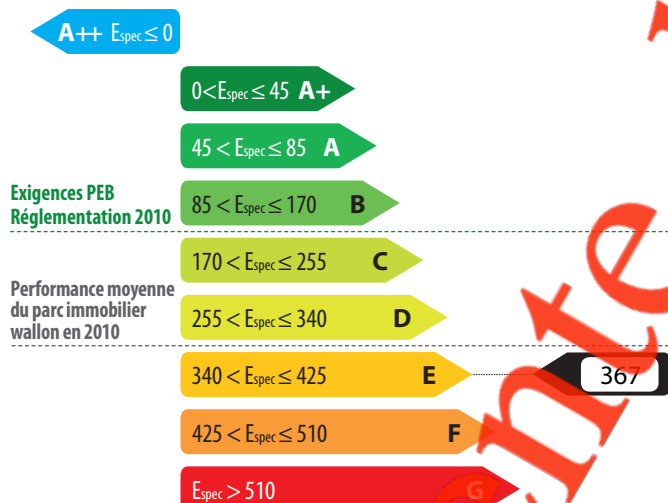 A++ Espec ≤ 0
0 < Espec ≤ 45 A+
45 < Espec ≤ 85 A
Exigences PEB
Réglementation 2010
85 < Espec ≤ 170 B
170 < Espec ≤ 255 C
Performance moyenne
du parc immobilier
wallon en 2010
255 < Espec ≤ 340 D
340 < Espec ≤ 425 E
367
425 < Espec ≤ 510 F
Espec > 510 G
ente